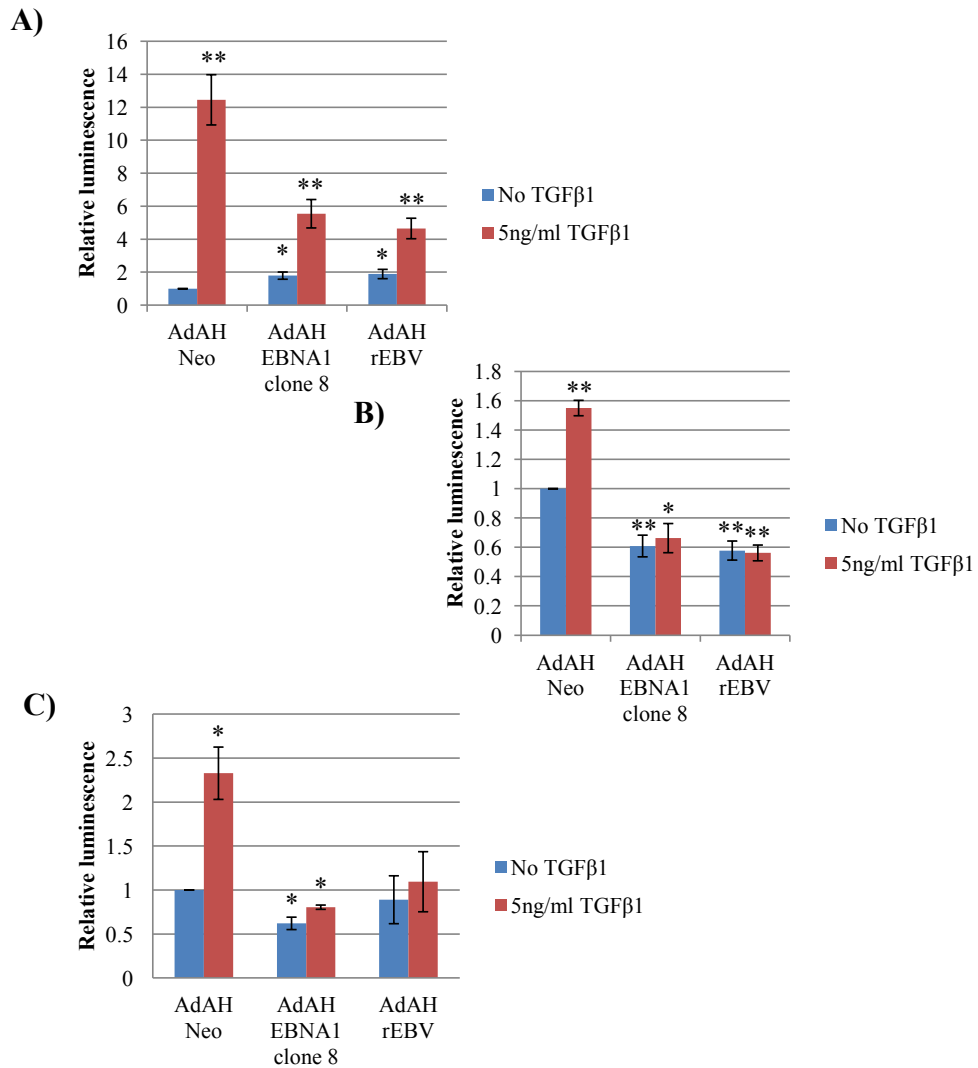 A)
Relative luminescence
16
14
12
10
8
6
4
2
0
**
*
**
*
**
AdAH
Neo
AdAH
EBNA1
clone 8
AdAH
rEBV
No TGFβ1
5ng/ml TGFβ1
B)
Relative luminescence
1.8
1.6
1.4
1.2
1
0.8
0.6
0.4
0.2
0
**
**
*
**
**
AdAH
Neo
AdAH
EBNA1
clone 8
AdAH
rEBV
No TGFβ1
5ng/ml TGFβ1
C)
Relative luminescence
3
2.5
2
1.5
1
0.5
0
*
*
*
AdAH
Neo
AdAH
EBNA1
clone 8
AdAH
rEBV
No TGFβ1
5ng/ml TGFβ1